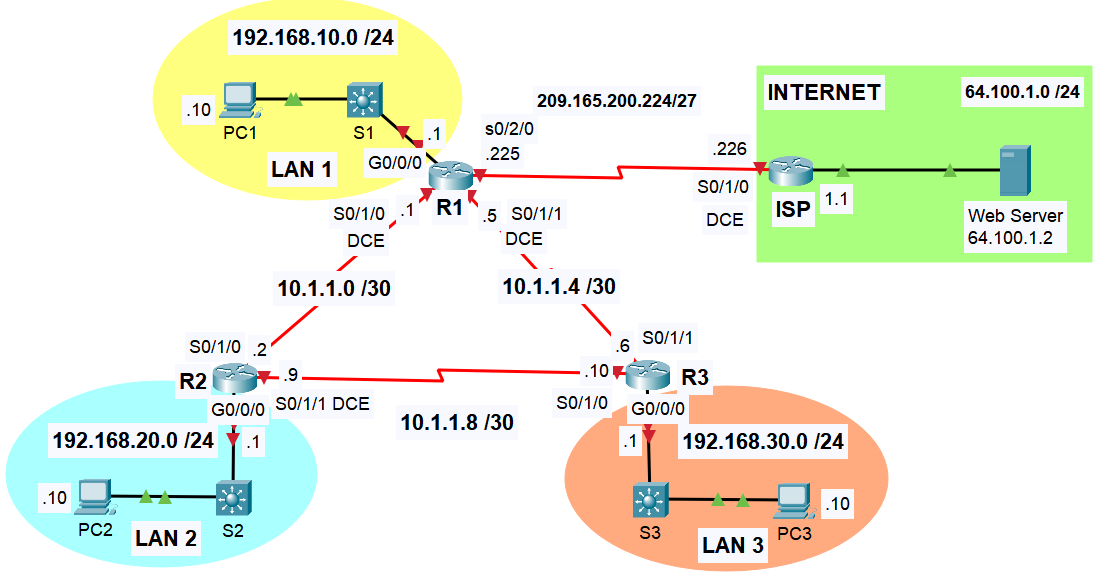 192.168.10.0 /24
.10
PC1
S1
LAN 1
G0/0/0
.1
R1
s0/2/0
.225
209.165.200.224/27
INTERNET
64.100.1.0 /24
.226
S0/1/0
DCE
ISP
1.1
Web Server
64.100.1.2
S0/1/0
.1
DCE
.5
S0/1/1
DCE
10.1.1.0 /30
10.1.1.4 /30
S0/1/0
.2
R2
.9
S0/1/1 DCE
G0/0/0
10.1.1.8 /30
.6
S0/1/1
.10
R3
S0/1/0
G0/0/0
192.168.20.0 /24
.1
.10
PC2
S2
LAN 2
.1
192.168.30.0 /24
S3
PC3
.10
LAN 3